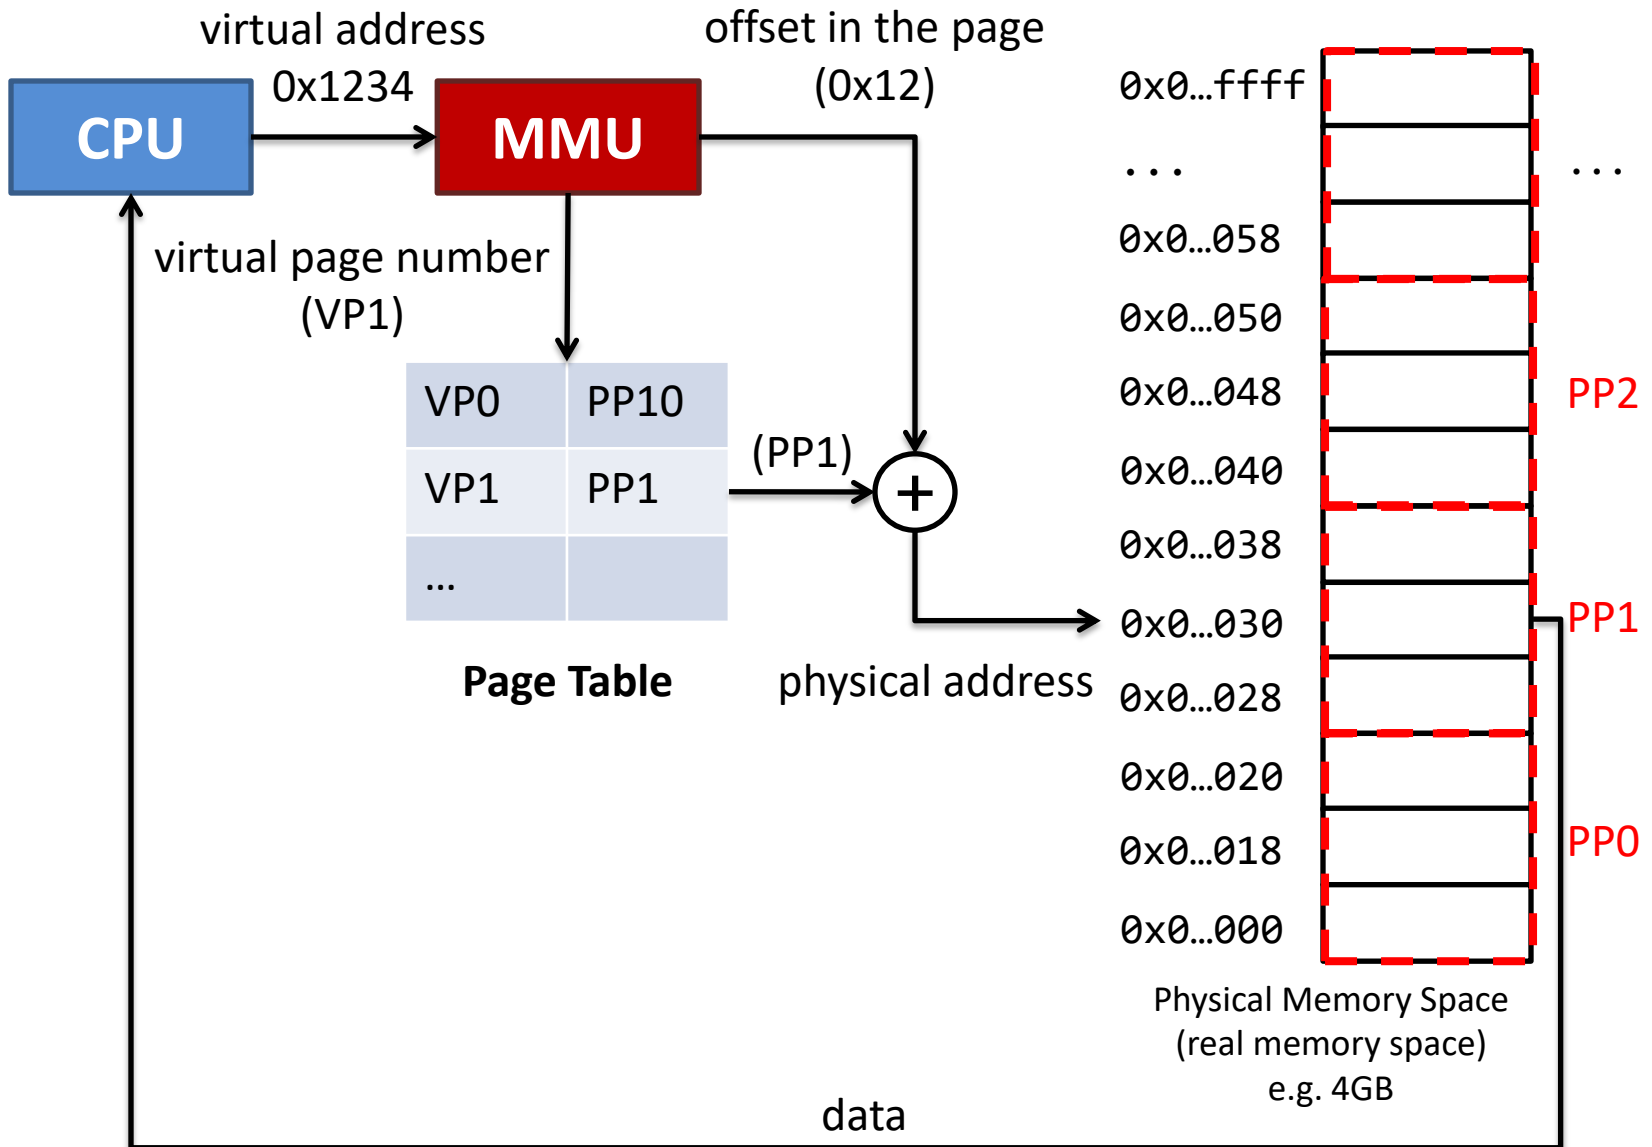 virtual address
0x1234
offset in the page
(0x12)
CPU
MMU
virtual page number
(VP1)
VP0 PP10
VP1 PP1
…
(PP1)
+
Page Table
physical address
0x0…ffff
... ...
0x0…058
0x0…050
0x0…048 PP2
0x0…040
0x0…038
0x0…030 PP1
0x0…028
0x0…020
0x0…018 PP0
0x0…000
Physical Memory Space
(real memory space)
e.g. 4GB
data